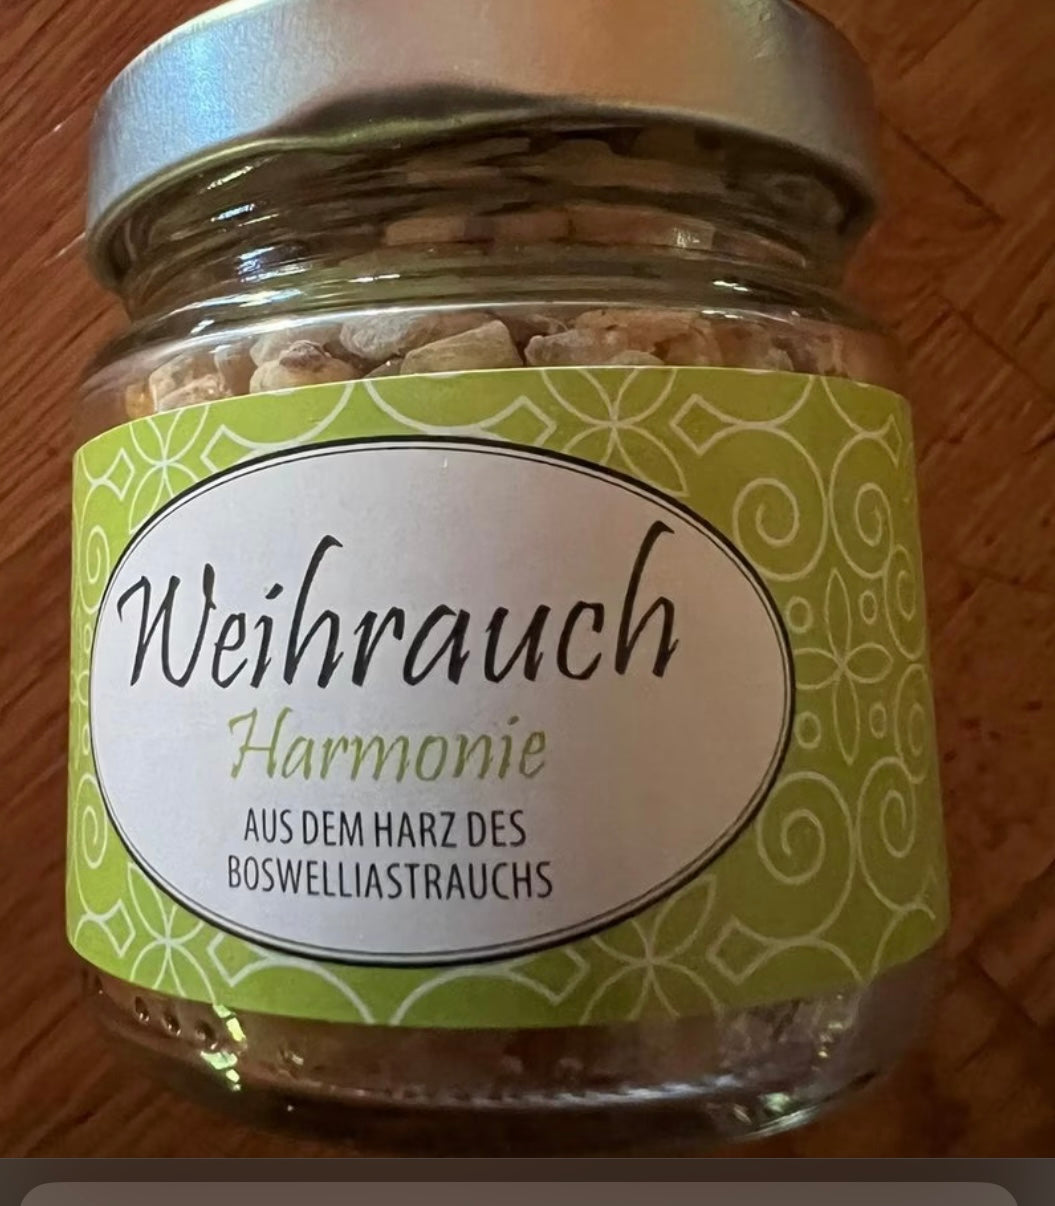 Weihrauch
Harmonie
AUS DEM HARZ DES
BOSWELLIASTRAUCHS